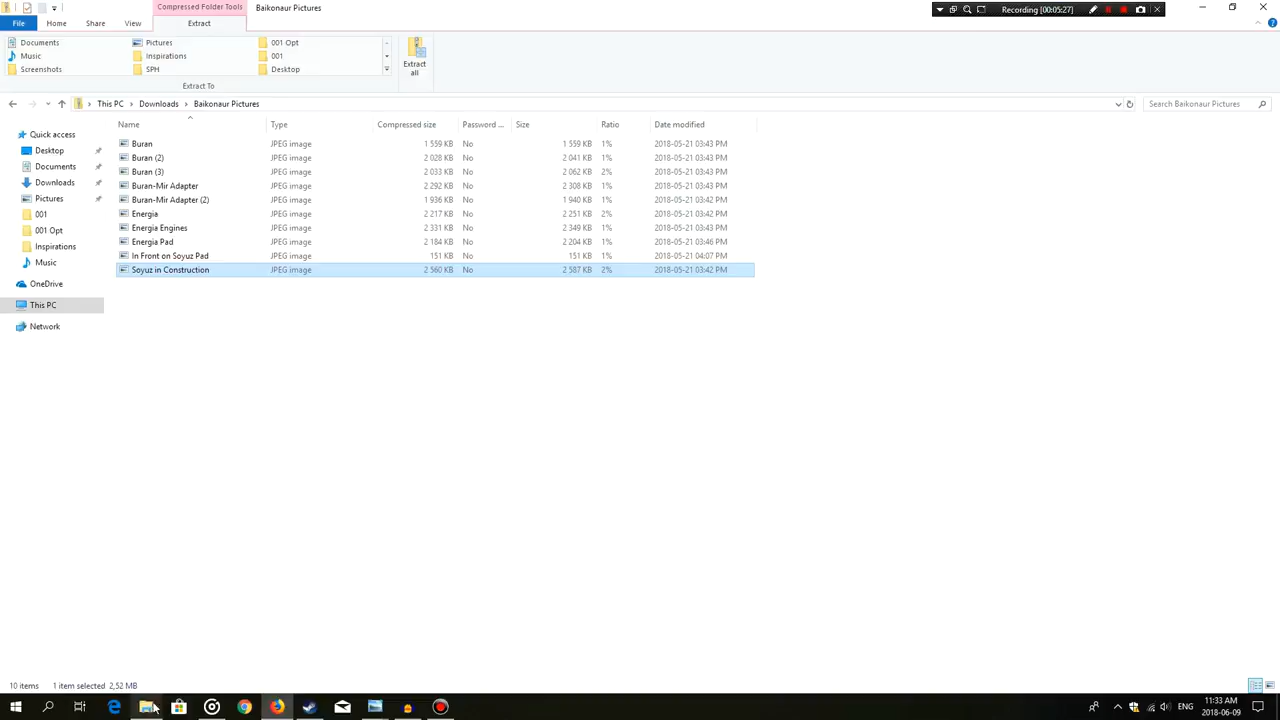 Compressed Folder Tools
Baikonaur Pictures
Recording [00:05:27]
File
Home
Share
View
Extract
Documents
Pictures
001 Opt
Music
Inspirations
001
Screenshots
SPH
Desktop
Extract all
Extract To
This PC
Downloads
Baikonaur Pictures
Search Baikonaur Pictures
Name
Type
Compressed size
Password ...
Size
Ratio
Date modified
Quick access
Desktop
Documents
Downloads
Pictures
001
001 Opt
Inspirations
Music
OneDrive
This PC
Network
Buran JPEG image 1 559 KB No 1 559 KB 1% 2018-05-21 03:43 PM
Buran (2) JPEG image 2 028 KB No 2 041 KB 1% 2018-05-21 03:43 PM
Buran (3) JPEG image 2 033 KB No 2 062 KB 2% 2018-05-21 03:43 PM
Buran-Mir Adapter JPEG image 2 292 KB No 2 308 KB 1% 2018-05-21 03:43 PM
Buran-Mir Adapter (2) JPEG image 1 936 KB No 1 940 KB 1% 2018-05-21 03:42 PM
Energia JPEG image 2 217 KB No 2 251 KB 2% 2018-05-21 03:42 PM
Energia Engines JPEG image 2 331 KB No 2 349 KB 1% 2018-05-21 03:42 PM
Energia Pad JPEG image 2 184 KB No 2 204 KB 1% 2018-05-21 03:46 PM
In Front on Soyuz Pad JPEG image 151 KB No 151 KB 1% 2018-05-21 04:07 PM
Soyuz in Construction JPEG image 2 560 KB No 2 587 KB 2% 2018-05-21 03:42 PM
10 items 1 item selected 2,52 MB
ENG
11:33 AM
2018-06-09